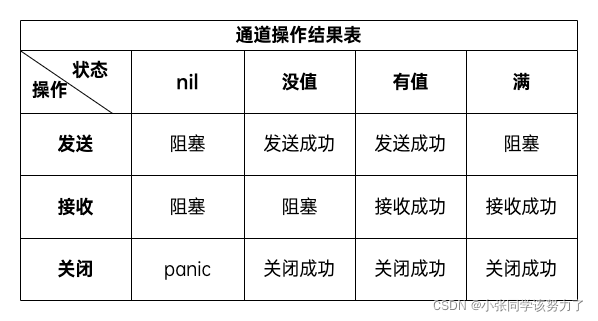 通道操作结果表
状态
操作 nil 没值 有值 满
发送 阻塞 发送成功 发送成功 阻塞
接收 阻塞 阻塞 接收成功 接收成功
关闭 panic 关闭成功 关闭成功 关闭成功
CSDN @小张同学该努力了